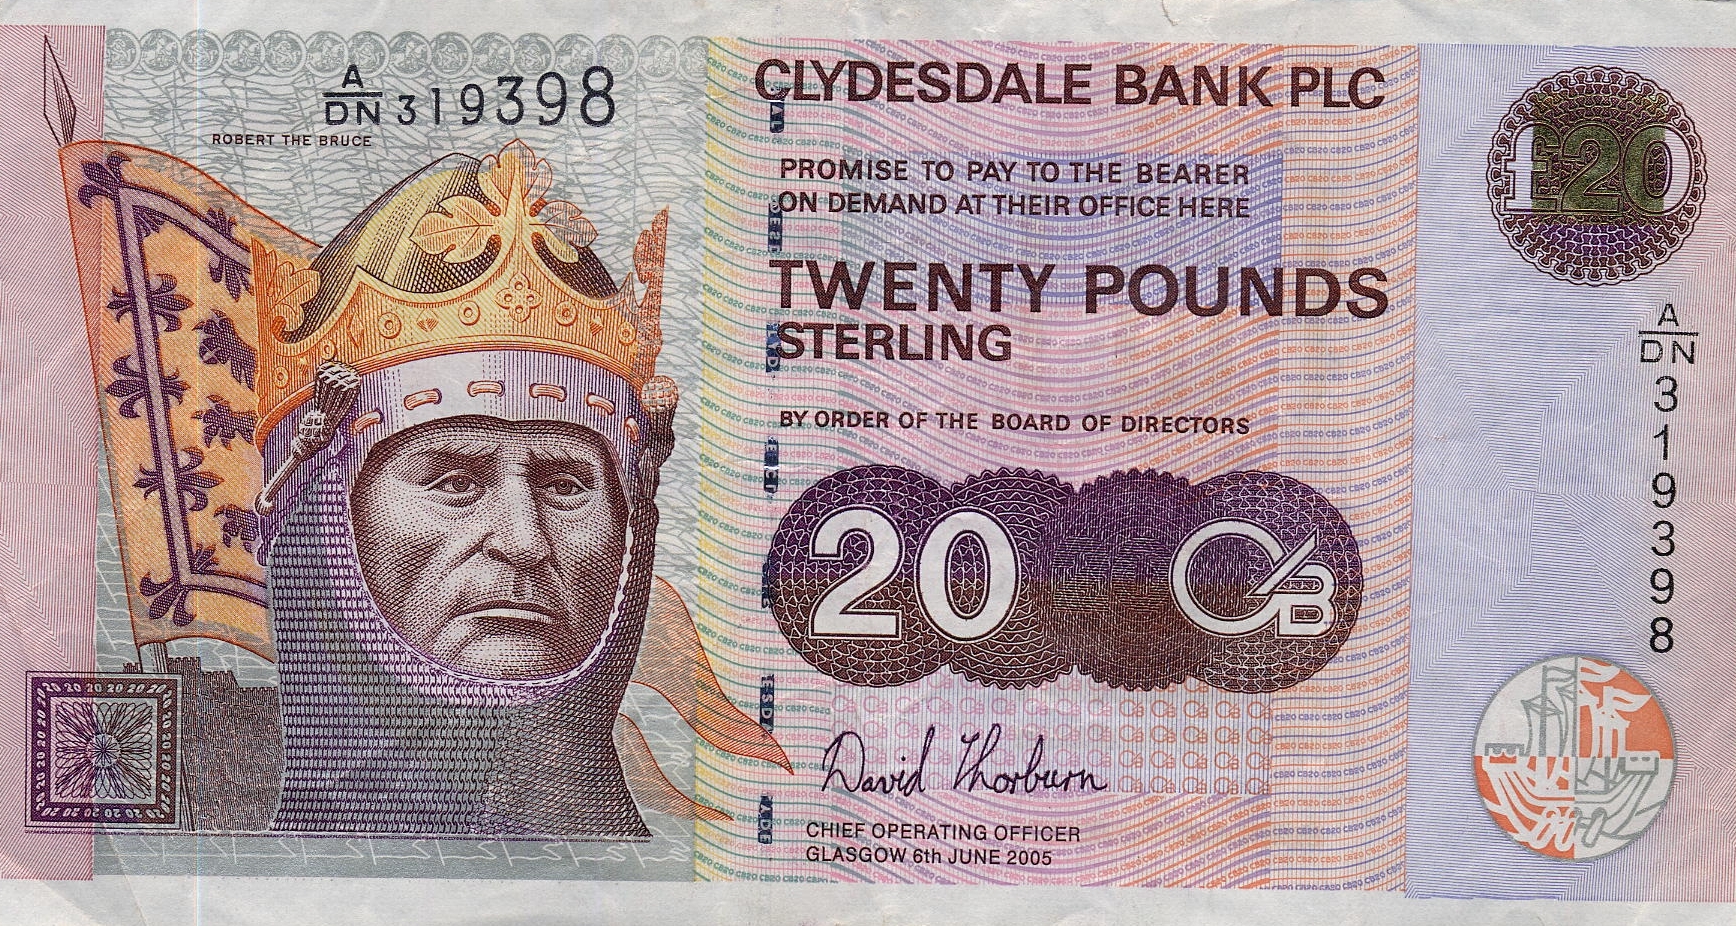 A
DN 319398
ROBERT THE BRUCE
CLYDESDALE BANK PLC
PROMISE TO PAY TO THE BEARER
ON DEMAND AT THEIR OFFICE HERE
TWENTY POUNDS
STERLING
BY ORDER OF THE BOARD OF DIRECTORS
20 CB
David Thorburn
CHIEF OPERATING OFFICER
GLASGOW 6th JUNE 2005
£20
A
DN
3
1
9
3
9
8